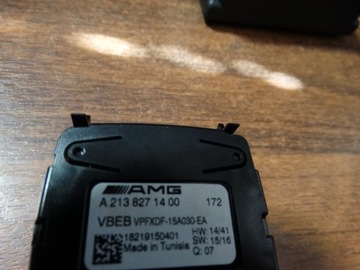 AMG
A 213 827 14 00 172
VBEB VPFXDF-15A030-EA
18219150401 HW: 14/41
Made in Tunisia SW: 15/16
Q: 07